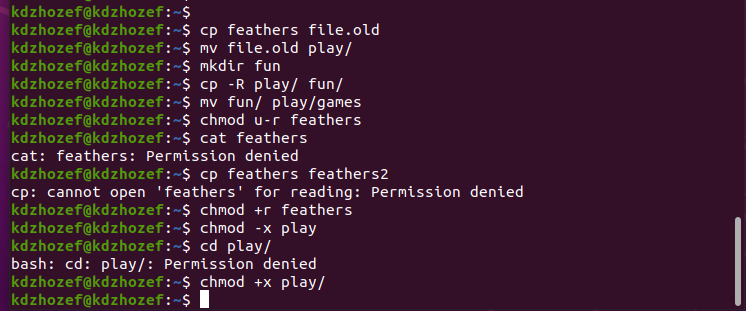 kdzhozef@kdzhozef:~$
kdzhozef@kdzhozef:~$ cp feathers file.old
kdzhozef@kdzhozef:~$ mv file.old play/
kdzhozef@kdzhozef:~$ mkdir fun
kdzhozef@kdzhozef:~$ cp -R play/ fun/
kdzhozef@kdzhozef:~$ mv fun/ play/games
kdzhozef@kdzhozef:~$ chmod u-r feathers
kdzhozef@kdzhozef:~$ cat feathers
cat: feathers: Permission denied
kdzhozef@kdzhozef:~$ cp feathers feathers2
cp: cannot open 'feathers' for reading: Permission denied
kdzhozef@kdzhozef:~$ chmod +r feathers
kdzhozef@kdzhozef:~$ chmod -x play
kdzhozef@kdzhozef:~$ cd play/
bash: cd: play/: Permission denied
kdzhozef@kdzhozef:~$ chmod +x play/
kdzhozef@kdzhozef:~$